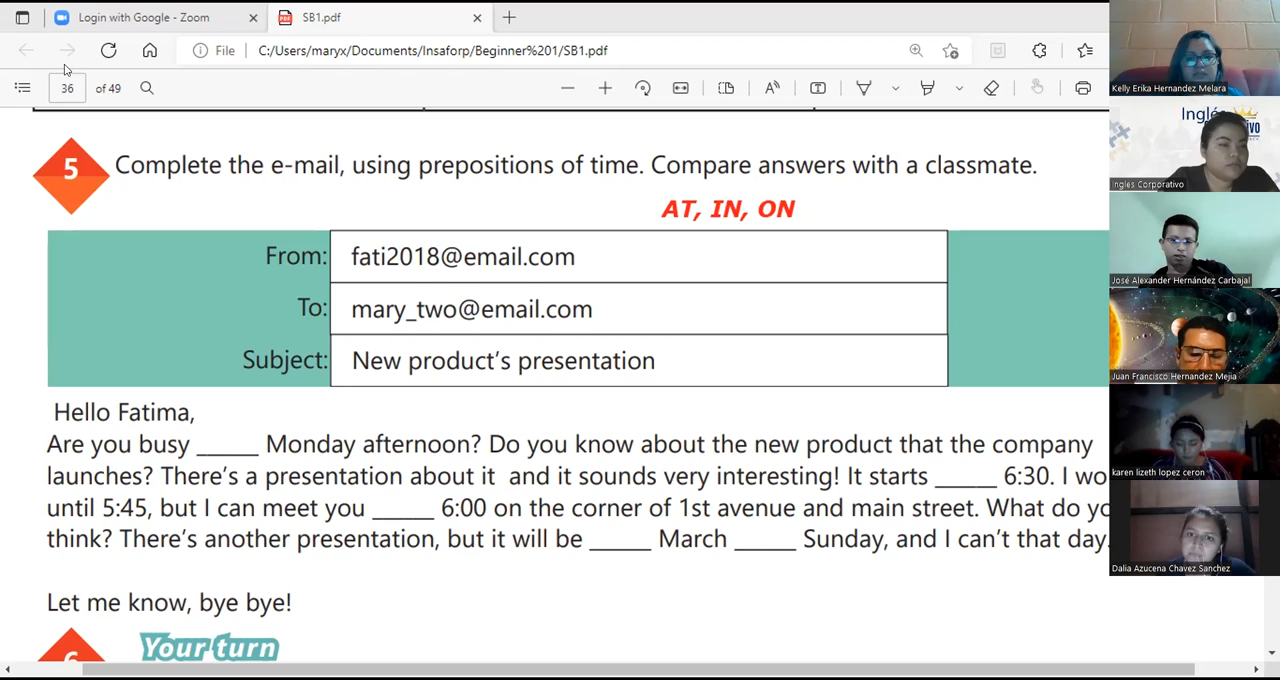 Login with Google - Zoom
SB1.pdf
File
C:/Users/maryx/Documents/Insaforp/Beginner%201/SB1.pdf
36 of 49
5 Complete the e-mail, using prepositions of time. Compare answers with a classmate.
AT, IN, ON
From: fati2018@email.com
To: mary_two@email.com
Subject: New product's presentation
Hello Fatima,
Are you busy ______ Monday afternoon? Do you know about the new product that the company
launches? There's a presentation about it and it sounds very interesting! It starts ______ 6:30. I wo
until 5:45, but I can meet you ______ 6:00 on the corner of 1st avenue and main street. What do yo
think? There's another presentation, but it will be ______ March ______ Sunday, and I can't that day.
Let me know, bye bye!
6 Your turn
Kelly Erika Hernandez Melara
Ingles Corporativo
José Alexander Hernández Carbajal
Juan Francisco Hernandez Mejia
karen lizeth lopez ceron
Dalia Azucena Chavez Sanchez